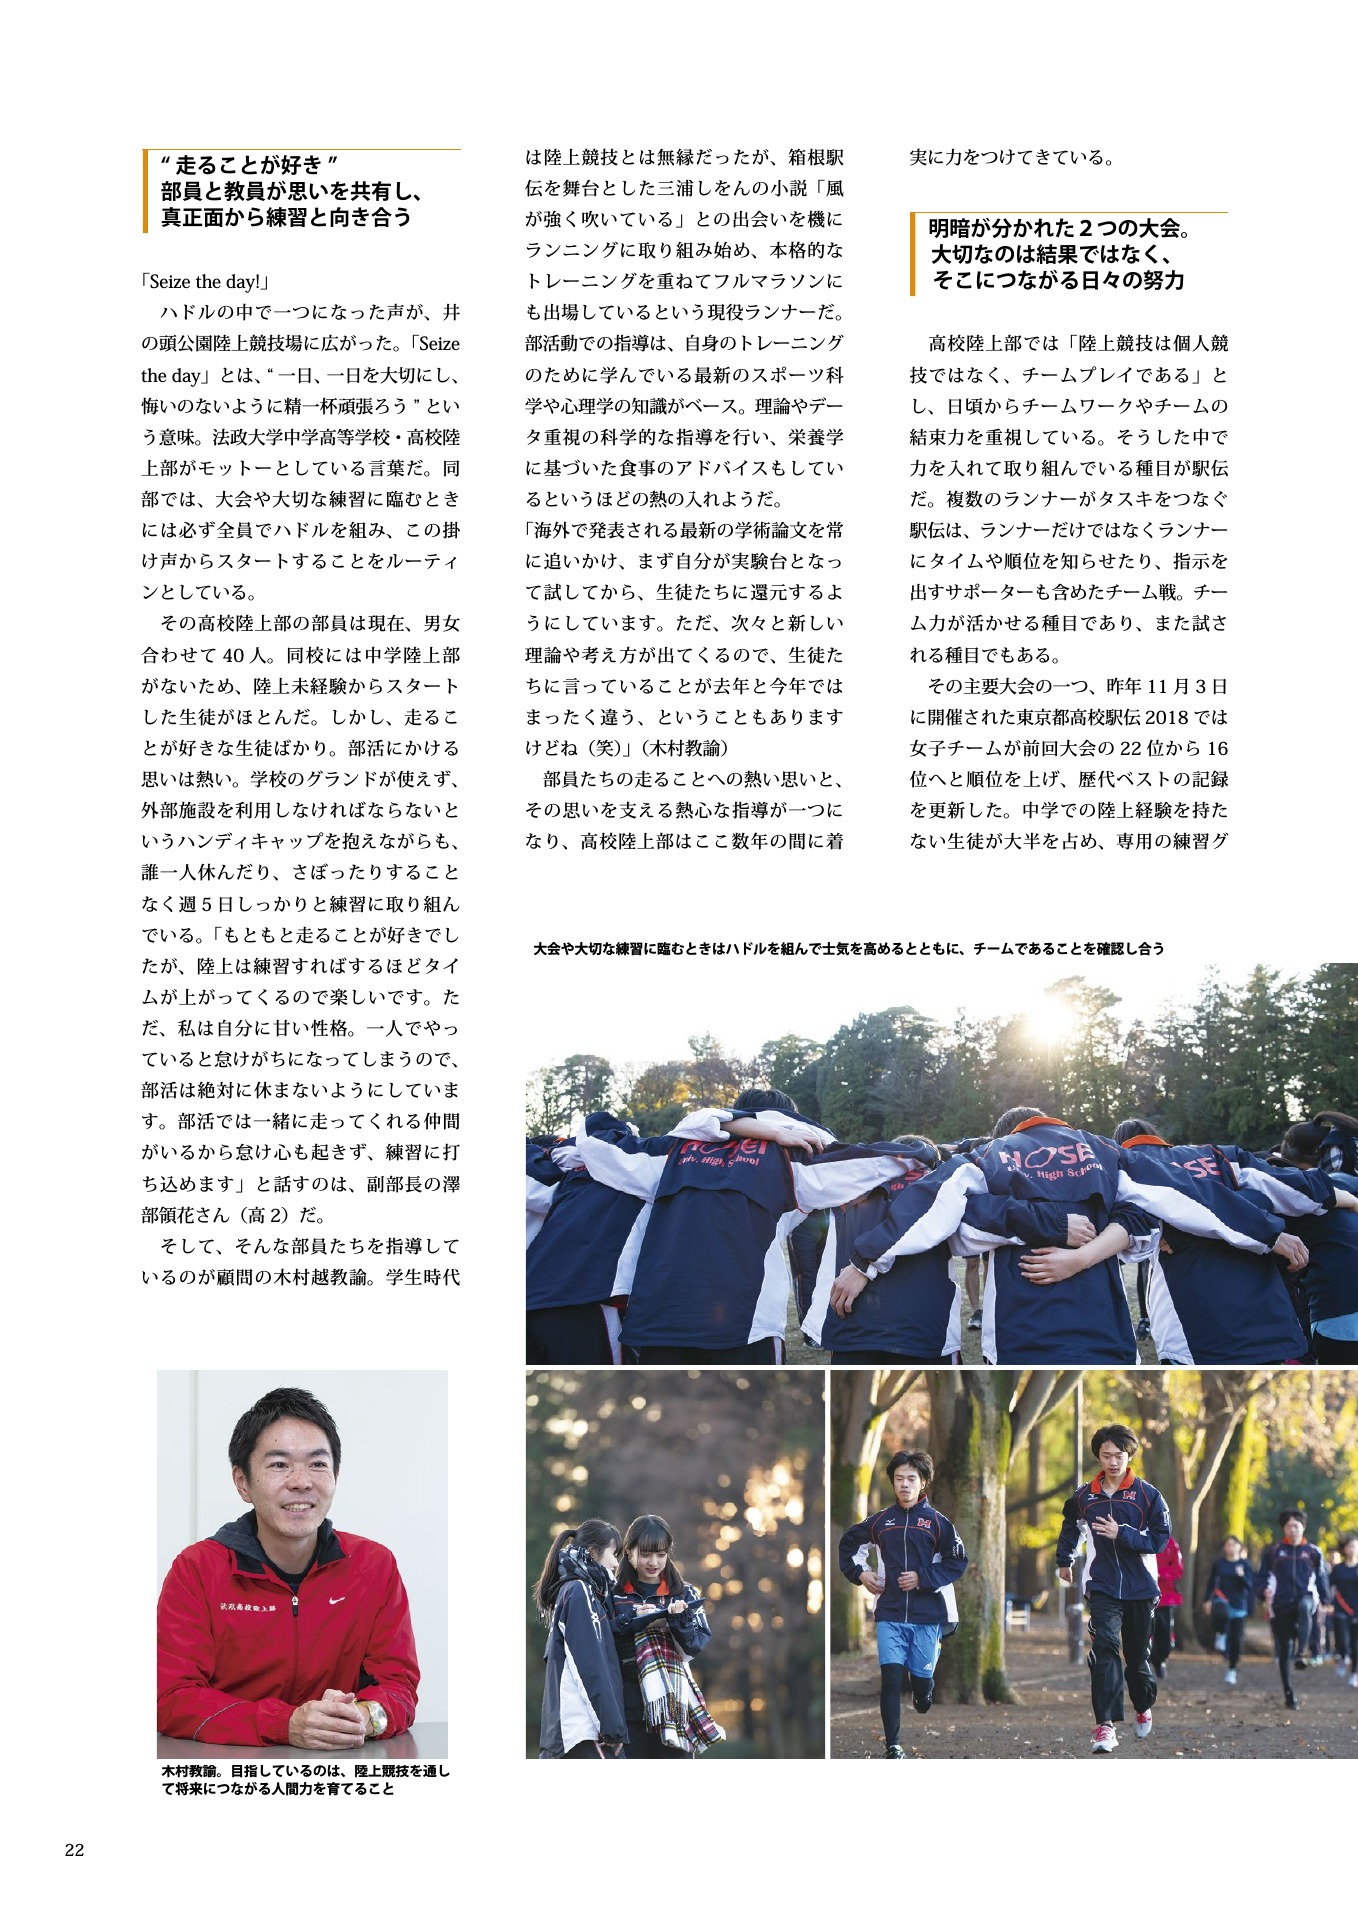 “ 走ることが好き ”
部員と教員が思いを共有し、
真正面から練習と向き合う
「Seize the day!」
　ハドルの中で一つになった声が、井
の頭公園陸上競技場に広がった。「Seize
the day」とは、“ 一日、一日を大切にし、
悔いのないように精一杯頑張ろう ” とい
う意味。法政大学中学高等学校・高校陸
上部がモットーとしている言葉だ。同
部では、大会や大切な練習に臨むとき
には必ず全員でハドルを組み、この掛
け声からスタートすることをルーティ
ンとしている。
　その高校陸上部の部員は現在、男女
合わせて 40 人。同校には中学陸上部
がないため、陸上未経験からスタート
した生徒がほとんだ。しかし、走るこ
とが好きな生徒ばかり。部活にかける
思いは熱い。学校のグランドが使えず、
外部施設を利用しなければならないと
いうハンディキャップを抱えながらも、
誰一人休んだり、さぼったりすること
なく週 5 日しっかりと練習に取り組ん
でいる。「もともと走ることが好きでし
たが、陸上は練習すればするほどタイ
ムが上がってくるので楽しいです。た
だ、私は自分に甘い性格。一人でやっ
ていると怠けがちになってしまうので、
部活は絶対に休まないようにしていま
す。部活では一緒に走ってくれる仲間
がいるから怠け心も起きず、練習に打
ち込めます」と話すのは、副部長の澤
部領花さん（高 2）だ。
　そして、そんな部員たちを指導して
いるのが顧問の木村越教諭。学生時代
は陸上競技とは無縁だったが、箱根駅
伝を舞台とした三浦しをんの小説「風
が強く吹いている」との出会いを機に
ランニングに取り組み始め、本格的な
トレーニングを重ねてフルマラソンに
も出場しているという現役ランナーだ。
部活動での指導は、自身のトレーニング
のために学んでいる最新のスポーツ科
学や心理学の知識がベース。理論やデー
タ重視の科学的な指導を行い、栄養学
に基づいた食事のアドバイスもしてい
るというほどの熱の入れようだ。
「海外で発表される最新の学術論文を常
に追いかけ、まず自分が実験台となっ
て試してから、生徒たちに還元するよ
うにしています。ただ、次々と新しい
理論や考え方が出てくるので、生徒た
ちに言っていることが去年と今年では
まったく違う、ということもあります
けどね（笑）」（木村教諭）
　部員たちの走ることへの熱い思いと、
その思いを支える熱心な指導が一つに
なり、高校陸上部はここ数年の間に着
実に力をつけてきている。
明暗が分かれた２つの大会。
大切なのは結果ではなく、
そこにつながる日々の努力
　高校陸上部では「陸上競技は個人競
技ではなく、チームプレイである」と
し、日頃からチームワークやチームの
結束力を重視している。そうした中で
力を入れて取り組んでいる種目が駅伝
だ。複数のランナーがタスキをつなぐ
駅伝は、ランナーだけではなくランナー
にタイムや順位を知らせたり、指示を
出すサポーターも含めたチーム戦。チー
ム力が活かせる種目であり、また試さ
れる種目でもある。
　その主要大会の一つ、昨年 11 月 3 日
に開催された東京都高校駅伝 2018 では
女子チームが前回大会の 22 位から 16
位へと順位を上げ、歴代ベストの記録
を更新した。中学での陸上経験を持た
ない生徒が大半を占め、専用の練習グ
大会や大切な練習に臨むときはハドルを組んで士気を高めるとともに、チームであることを確認し合う
HOSEI
Univ. High School
HOSE
Univ. High School
SE
法政高校陸上部
木村教諭。目指しているのは、陸上競技を通し
て将来につながる人間力を育てること
22